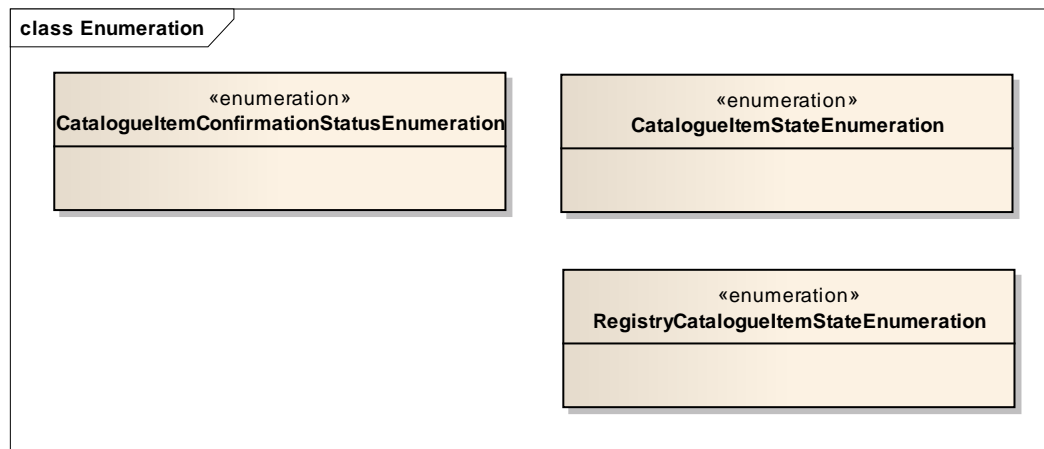 class Enumeration
«enumeration»
CatalogueItemConfirmationStatusEnumeration
«enumeration»
CatalogueItemStateEnumeration
«enumeration»
RegistryCatalogueItemStateEnumeration